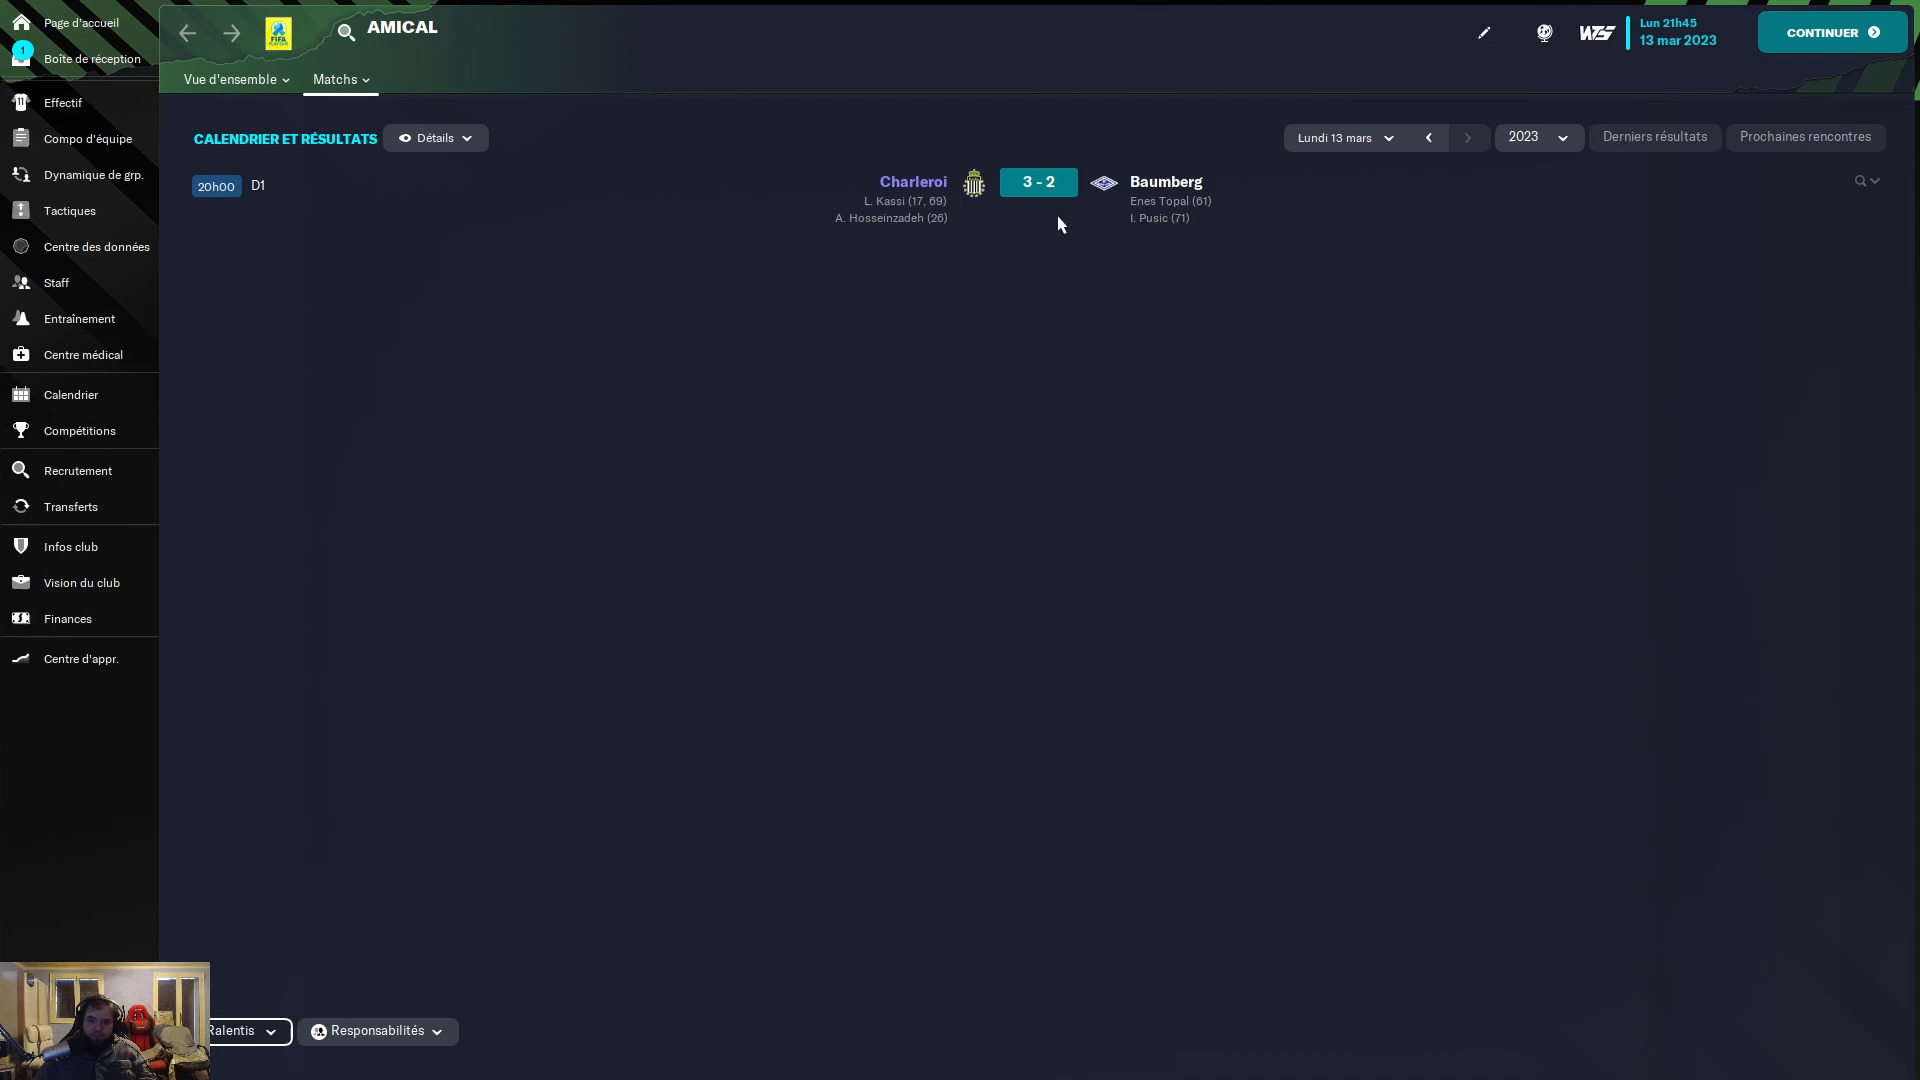 Page d'accueil
1
Boîte de réception
Effectif
Compo d'équipe
Dynamique de grp.
Tactiques
Centre des données
Staff
Entraînement
Centre médical
Calendrier
Compétitions
Recrutement
Transferts
Infos club
Vision du club
Finances
Centre d'appr.
FIFA
AMICAL
Lun 21h45
13 mar 2023
CONTINUER
Vue d'ensemble
Matchs
CALENDRIER ET RÉSULTATS
Détails
Lundi 13 mars
2023
Derniers résultats
Prochaines rencontres
20h00 D1
Charleroi 3 - 2 Baumberg
L. Kassi (17, 69)
A. Hosseinzadeh (26)
Enes Topal (61)
I. Pusic (71)
Ralentis
Responsabilités